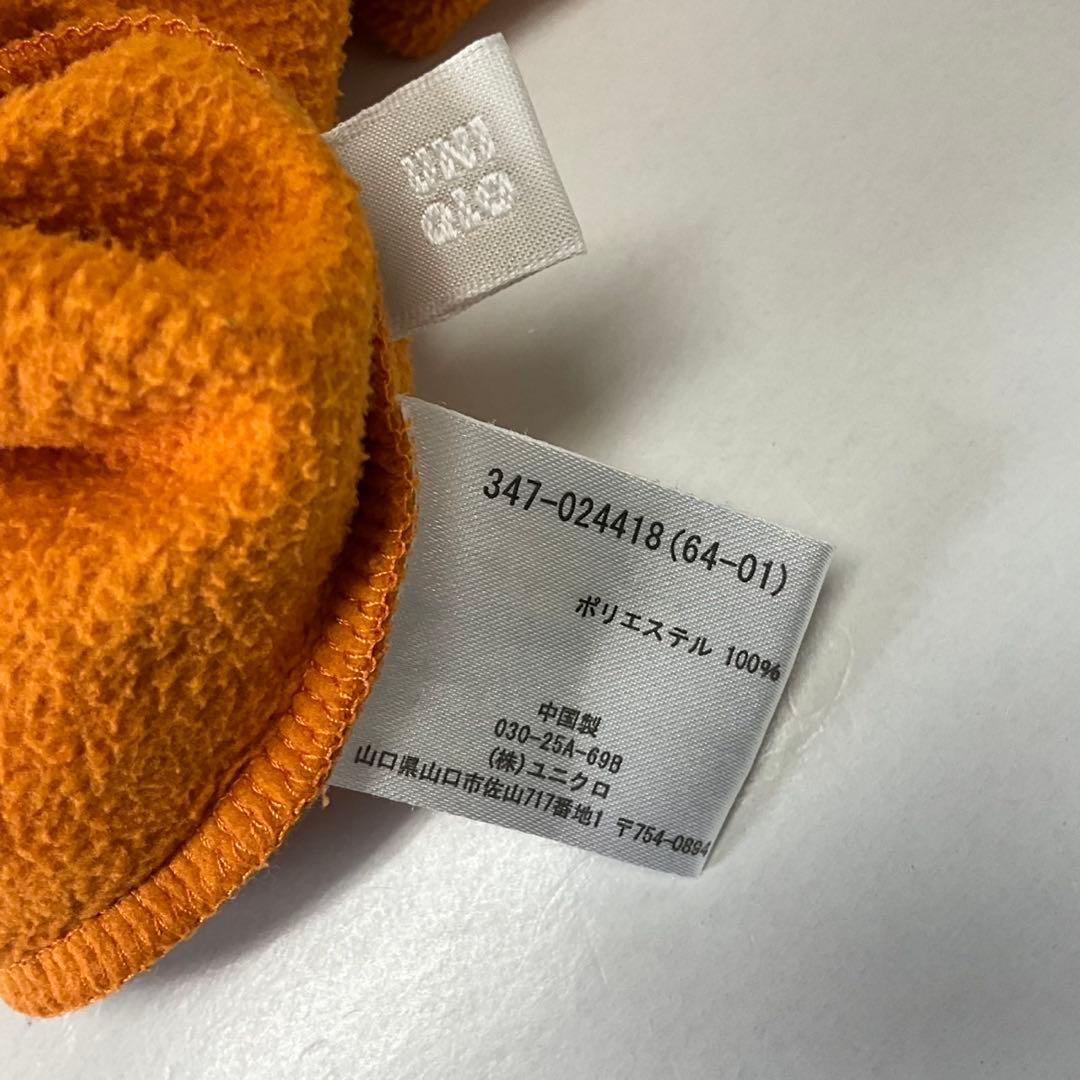 UNI
QLO
347-024418(64-01)
ポリエステル 100%
中国製
030-25A-69B
(株)ユニクロ
山口県山口市佐山717番地1 〒754-0894